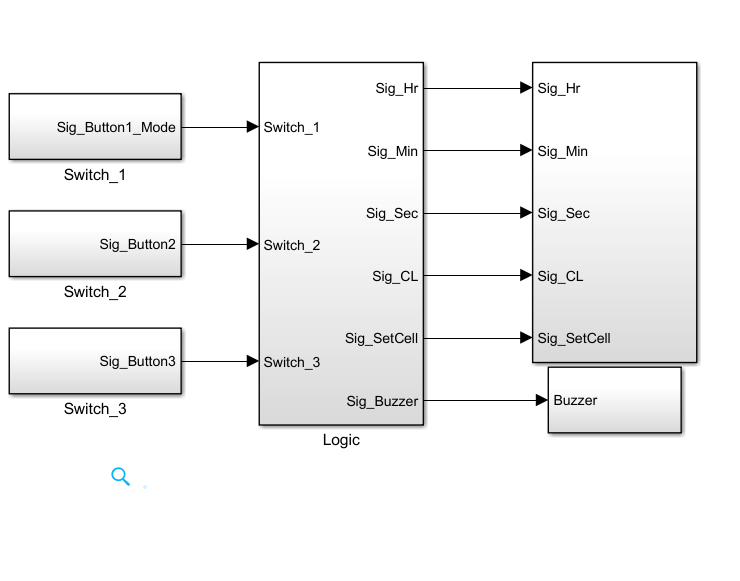 Sig_Button1_Mode
Switch_1
Sig_Button2
Switch_2
Sig_Button3
Switch_3
Switch_1
Switch_2
Switch_3
Sig_Hr
Sig_Min
Sig_Sec
Sig_CL
Sig_SetCell
Sig_Buzzer
Logic
Sig_Hr
Sig_Min
Sig_Sec
Sig_CL
Sig_SetCell
Buzzer